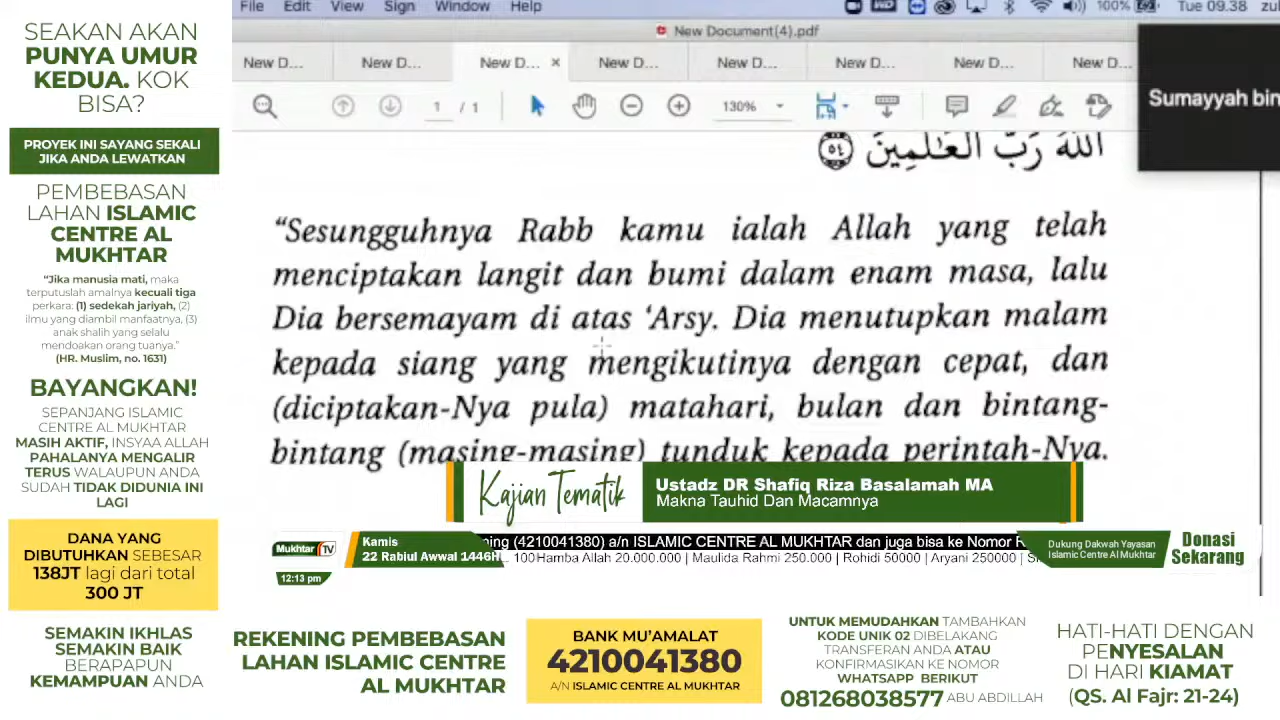 SEAKAN AKAN
PUNYA UMUR
KEDUA. KOK
BISA?
PROYEK INI SAYANG SEKALI
JIKA ANDA LEWATKAN
PEMBEBASAN
LAHAN ISLAMIC
CENTRE AL
MUKHTAR
“Jika manusia mati, maka
terputuslah amalnya kecuali tiga
perkara: (1) sedekah jariyah, (2)
ilmu yang diambil manfaatnya, (3)
anak shalih yang selalu
mendoakan orang tuanya.”
(HR. Muslim, no. 1631)
BAYANGKAN!
SEPANJANG ISLAMIC
CENTRE AL MUKHTAR
MASIH AKTIF, INSYAA ALLAH
PAHALANYA MENGALIR
TERUS WALAUPUN ANDA
SUDAH TIDAK DIDUNIA INI
LAGI
DANA YANG
DIBUTUHKAN SEBESAR
138JT lagi dari total
300 JT
SEMAKIN IKHLAS
SEMAKIN BAIK
BERAPAPUN
KEMAMPUAN ANDA
File Edit View Sign Window Help 100% Tue 09.38
New Document(4).pdf
New D... New D... New D... × New D... New D... New D... New D... New D...
1 / 1 130%
Sumayyah bin
ٱللَّهُ رَبُّ ٱلْعَٰلَمِينَ ٥٤
“Sesungguhnya Rabb kamu ialah Allah yang telah
menciptakan langit dan bumi dalam enam masa, lalu
Dia bersemayam di atas ‘Arsy. Dia menutupkan malam
kepada siang yang mengikutinya dengan cepat, dan
(diciptakan-Nya pula) matahari, bulan dan bintang-
bintang (masing-masing) tunduk kepada perintah-Nya.
Kajian Tematik
Ustadz DR Shafiq Riza Basalamah MA
Makna Tauhid Dan Macamnya
Mukhtar TV
12:13 pm
Kamis
22 Rabiul Awwal 1446H
(4210041380) a/n ISLAMIC CENTRE AL MUKHTAR dan juga bisa ke Nomor
100 Hamba Allah 20.000.000 | Maulida Rahmi 250.000 | Rohidi 50000 | Aryani 250000 |
Dukung Dakwah Yayasan
Islamic Centre Al Mukhtar
Donasi
Sekarang
REKENING PEMBEBASAN
LAHAN ISLAMIC CENTRE
AL MUKHTAR
BANK MU’AMALAT
4210041380
A/N ISLAMIC CENTRE AL MUKHTAR
UNTUK MEMUDAHKAN TAMBAHKAN
KODE UNIK 02 DIBELAKANG
TRANSFERAN ANDA ATAU
KONFIRMASIKAN KE NOMOR
WHATSAPP BERIKUT
081268038577 ABU ABDILLAH
HATI-HATI DENGAN
PENYESALAN
DI HARI KIAMAT
(QS. Al Fajr: 21-24)